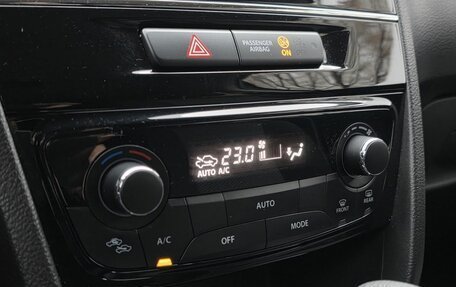 PASSENGER
AIRBAG
ON
23.0
AUTO A/C
AUTO
FRONT
REAR
A/C
OFF
MODE